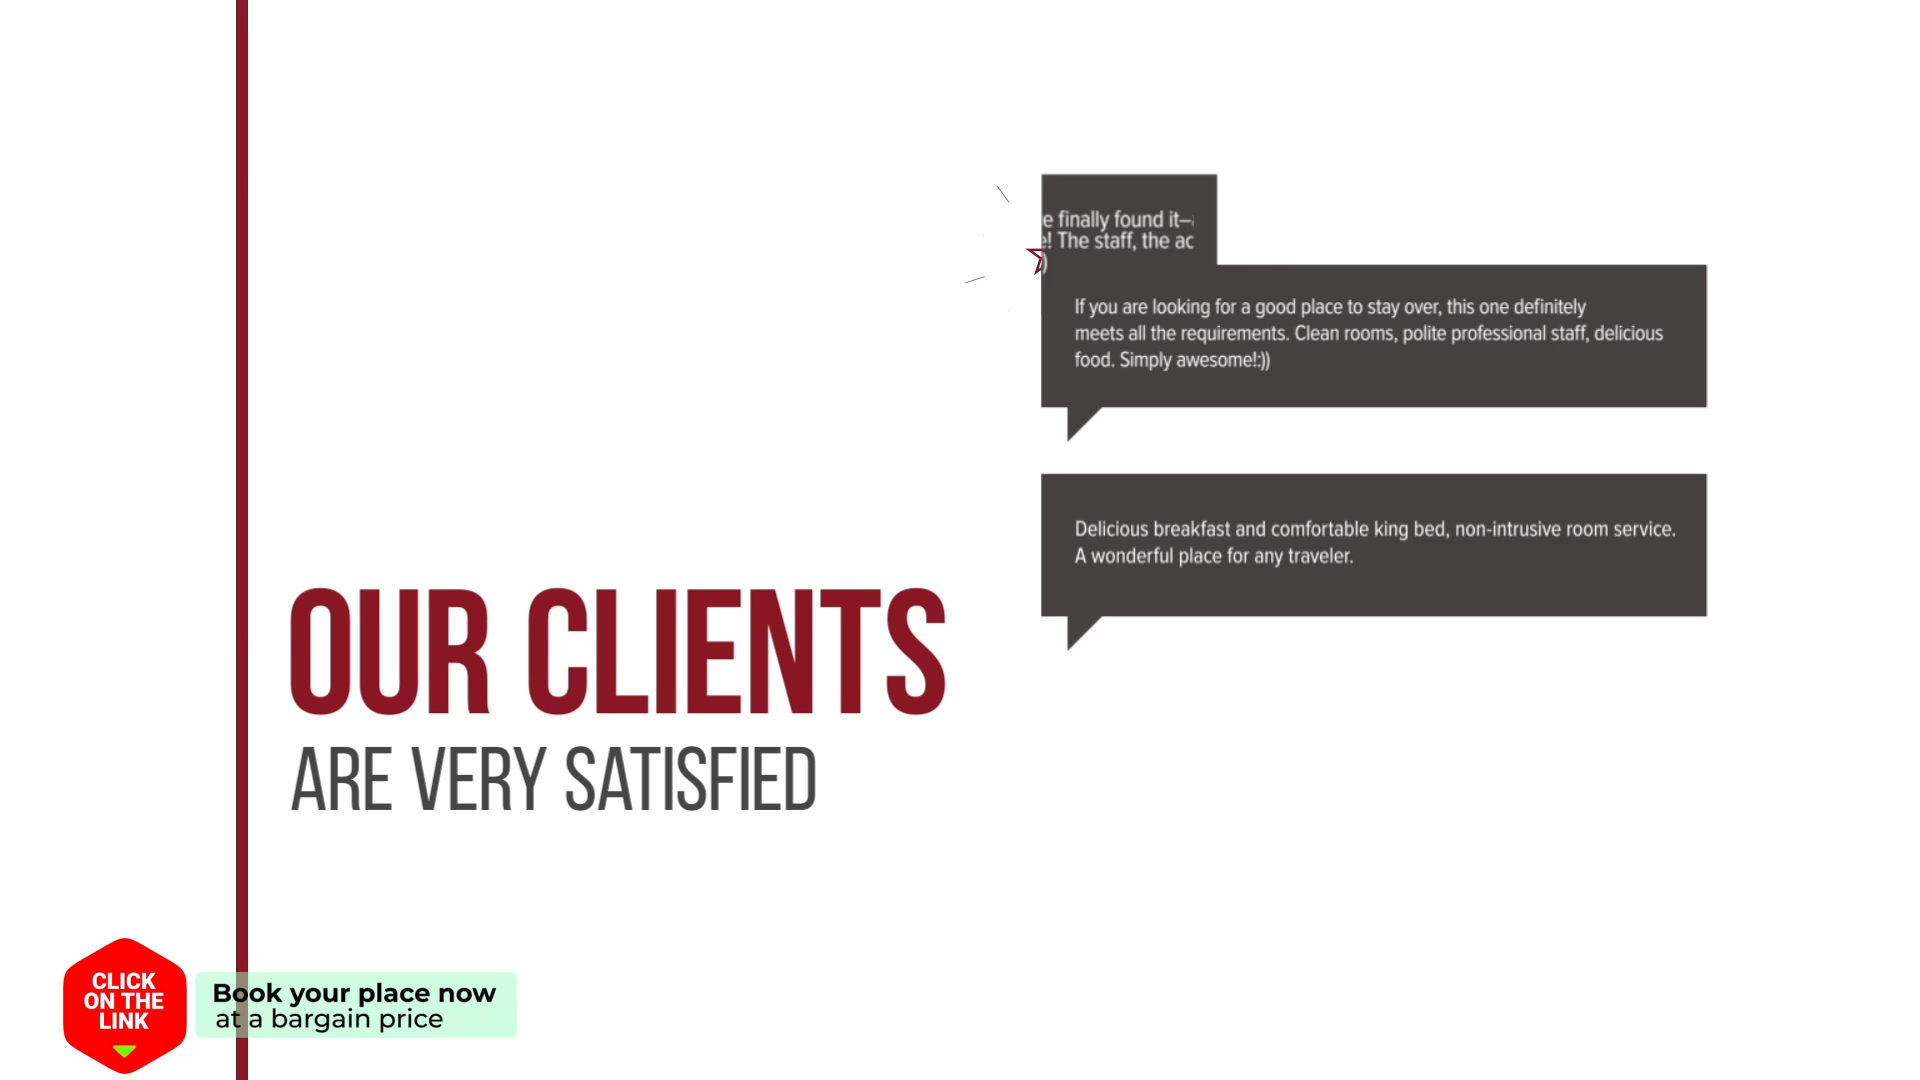 finally found it–
The staff, the
If you are looking for a good place to stay over, this one definitely
meets all the requirements. Clean rooms, polite professional staff, delicious
food. Simply awesome!:))
Delicious breakfast and comfortable king bed, non-intrusive room service.
A wonderful place for any traveler.
OUR CLIENTS
ARE VERY SATISFIED
CLICK
ON THE
LINK
Book your place now
at a bargain price